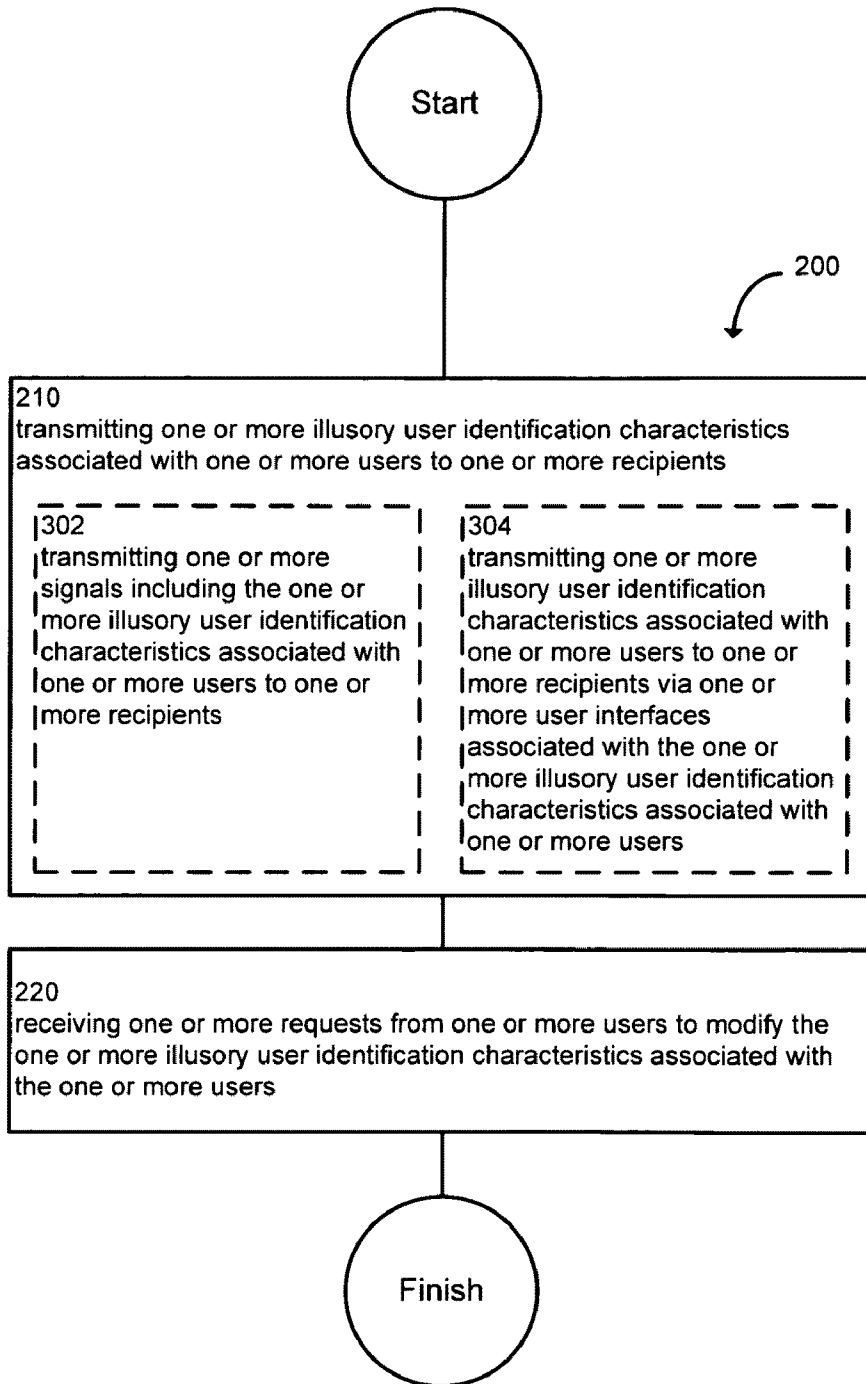 Start
200
210
transmitting one or more illusory user identification characteristics
associated with one or more users to one or more recipients
302
transmitting one or more
signals including the one or
more illusory user identification
characteristics associated with
one or more users to one or
more recipients
304
transmitting one or more
illusory user identification
characteristics associated with
one or more users to one or
more recipients via one or
more user interfaces
associated with the one or
more illusory user identification
characteristics associated with
one or more users
220
receiving one or more requests from one or more users to modify the
one or more illusory user identification characteristics associated with
the one or more users
Finish